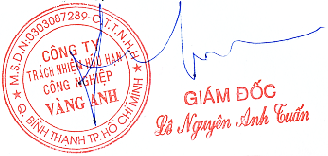 M.S.D.N:0303067239-C.T.T.N.H.H
CÔNG TY
TRÁCH NHIỆM HỮU HẠN
CÔNG NGHIỆP
VÀNG ANH
Q. BÌNH THẠNH TP. HỒ CHÍ MINH
GIÁM ĐỐC
Lê Nguyên Anh Tuấn